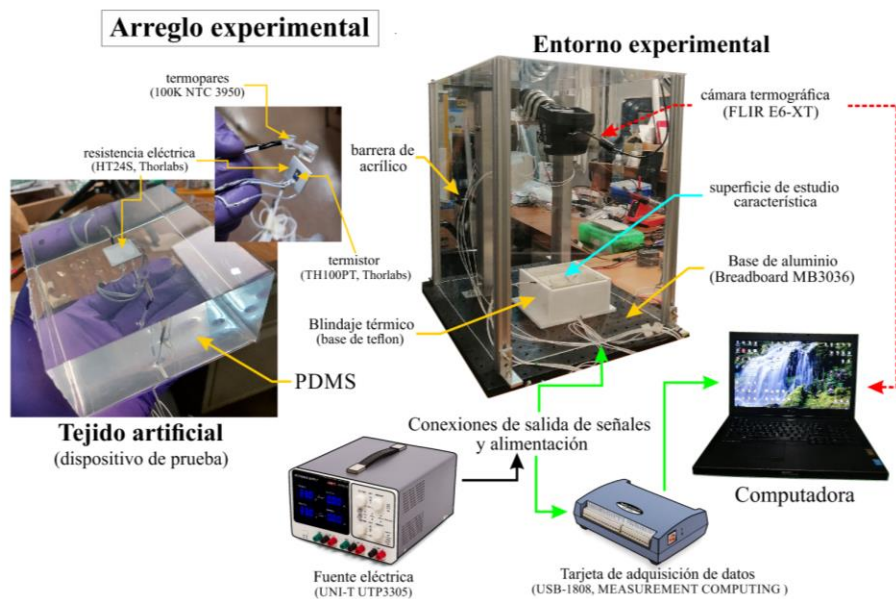 Arreglo experimental
termopares
(100K NTC 3950)
resistencia eléctrica
(HT24S, Thorlabs)
termistor
(TH100PT, Thorlabs)
PDMS
Tejido artificial
(dispositivo de prueba)
Entorno experimental
cámara termográfica
(FLIR E6-XT)
barrera de
acrílico
superficie de estudio
característica
Base de aluminio
(Breadboard MB3036)
Blindaje térmico
(base de teflon)
Conexiones de salida de señales
y alimentación
Computadora
Fuente eléctrica
(UNI-T UTP3305)
Tarjeta de adquisición de datos
(USB-1808, MEASUREMENT COMPUTING )